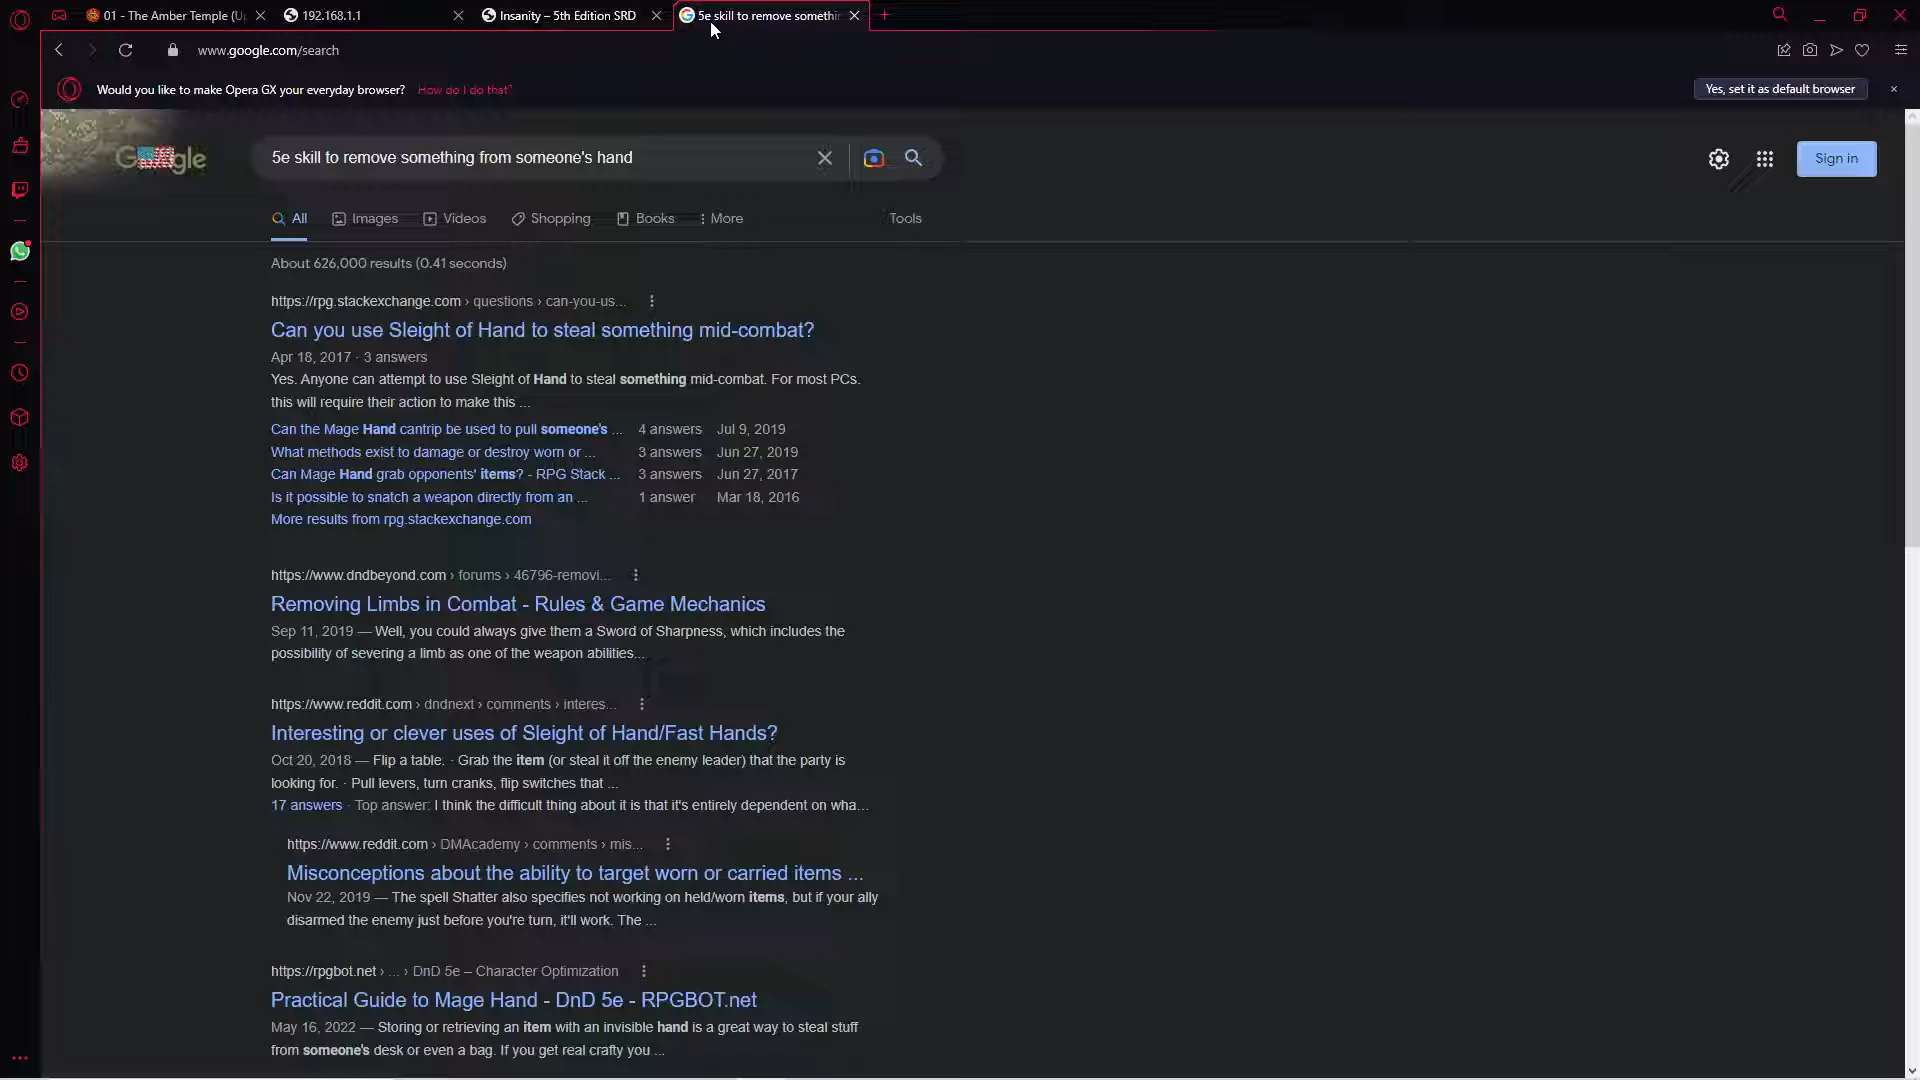 01 - The Amber Temple (U
192.168.1.1
Insanity – 5th Edition SRD
5e skill to remove somethin
www.google.com/search
Would you like to make Opera GX your everyday browser? How do I do that?
Yes, set it as default browser
Google
5e skill to remove something from someone's hand
Sign in
All Images Videos Shopping Books More Tools
About 626,000 results (0.41 seconds)
https://rpg.stackexchange.com › questions › can-you-us...
Can you use Sleight of Hand to steal something mid-combat?
Apr 18, 2017 · 3 answers
Yes. Anyone can attempt to use Sleight of Hand to steal something mid-combat. For most PCs.
this will require their action to make this ...
Can the Mage Hand cantrip be used to pull someone's ... 4 answers Jul 9, 2019
What methods exist to damage or destroy worn or ... 3 answers Jun 27, 2019
Can Mage Hand grab opponents' items? - RPG Stack ... 3 answers Jun 27, 2017
Is it possible to snatch a weapon directly from an ... 1 answer Mar 18, 2016
More results from rpg.stackexchange.com
https://www.dndbeyond.com › forums › 46796-removi...
Removing Limbs in Combat - Rules & Game Mechanics
Sep 11, 2019 — Well, you could always give them a Sword of Sharpness, which includes the
possibility of severing a limb as one of the weapon abilities...
https://www.reddit.com › dndnext › comments › interes...
Interesting or clever uses of Sleight of Hand/Fast Hands?
Oct 20, 2018 — Flip a table. · Grab the item (or steal it off the enemy leader) that the party is
looking for. · Pull levers, turn cranks, flip switches that ...
17 answers · Top answer: I think the difficult thing about it is that it's entirely dependent on wha...
https://www.reddit.com › DMAcademy › comments › mis...
Misconceptions about the ability to target worn or carried items ...
Nov 22, 2019 — The spell Shatter also specifies not working on held/worn items, but if your ally
disarmed the enemy just before you're turn, it'll work. The ...
https://rpgbot.net › ... › DnD 5e – Character Optimization
Practical Guide to Mage Hand - DnD 5e - RPGBOT.net
May 16, 2022 — Storing or retrieving an item with an invisible hand is a great way to steal stuff
from someone's desk or even a bag. If you get real crafty you ...